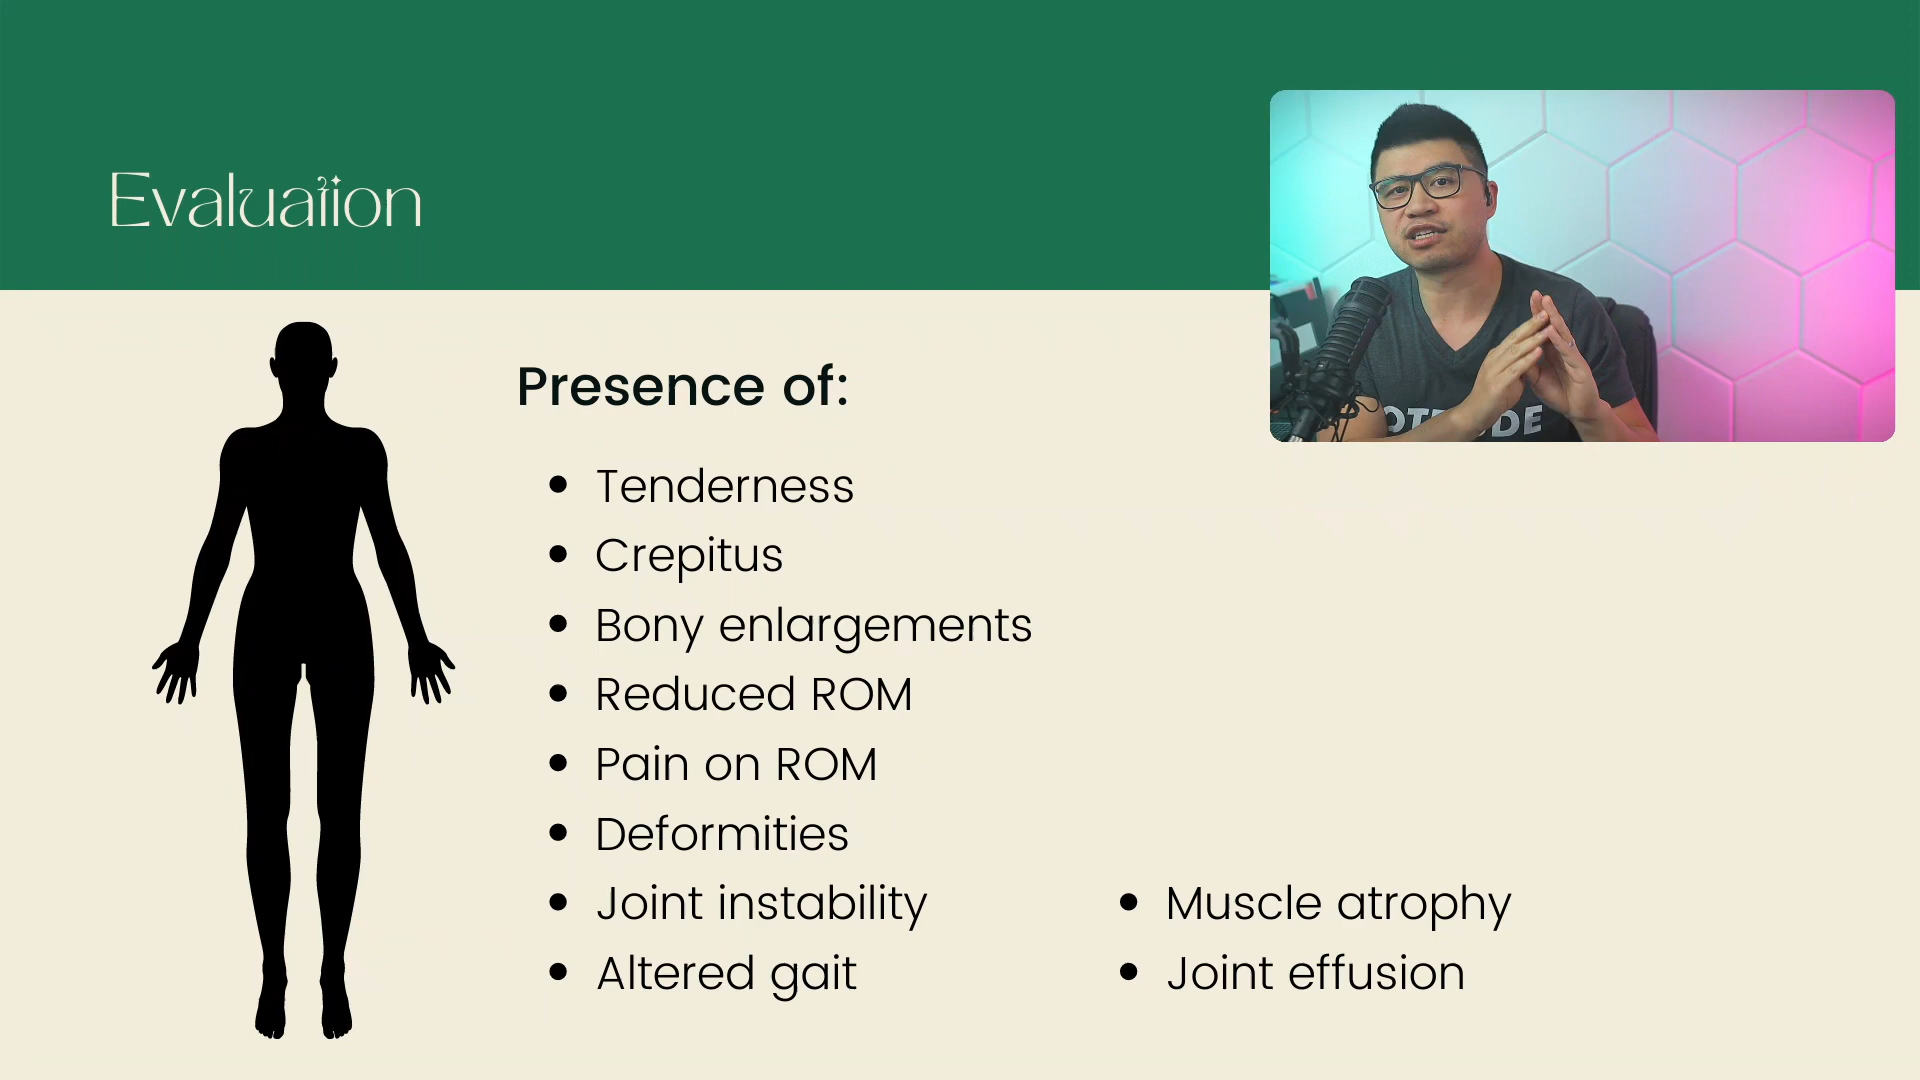 Evaluation
Presence of:
• Tenderness
• Crepitus
• Bony enlargements
• Reduced ROM
• Pain on ROM
• Deformities
• Joint instability
• Altered gait
• Muscle atrophy
• Joint effusion